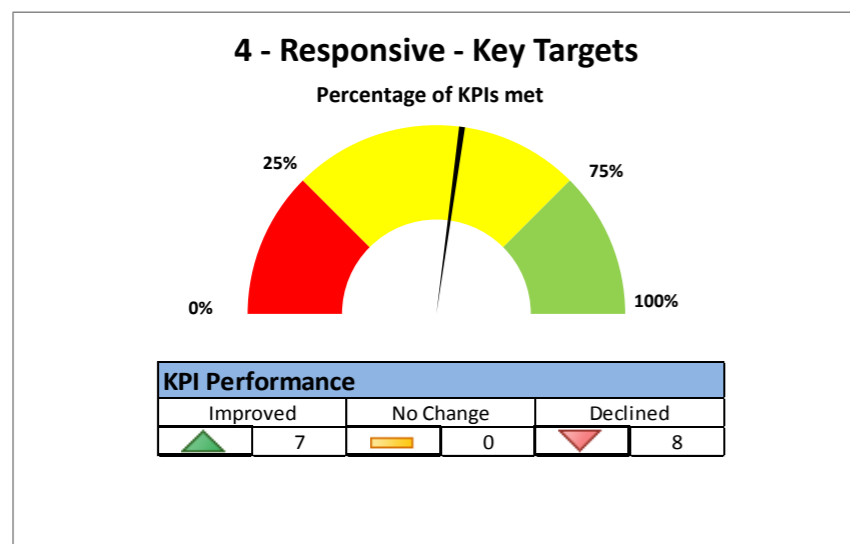 4 - Responsive - Key Targets
Percentage of KPIs met
25%
75%
0%
100%
KPI Performance
Improved No Change Declined
7 0 8